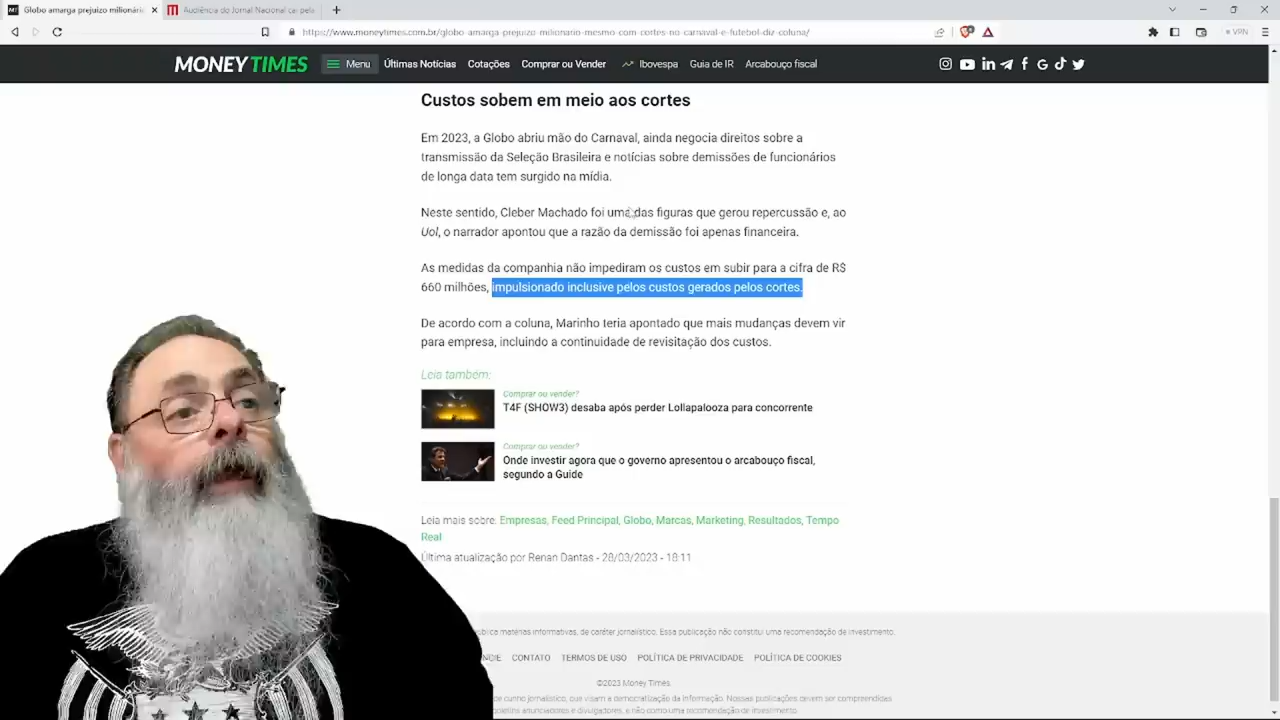 Globo amarga prejuízo milionário
Audiência do Jornal Nacional cai pela
https://www.moneytimes.com.br/globo-amarga-prejuizo-milionario-mesmo-com-cortes-no-carnaval-e-futebol-diz-coluna/
VPN
MONEY TIMES
Menu
Últimas Notícias
Cotações
Comprar ou Vender
Ibovespa
Guia de IR
Arcabouço fiscal
Custos sobem em meio aos cortes
Em 2023, a Globo abriu mão do Carnaval, ainda negocia direitos sobre a
transmissão da Seleção Brasileira e notícias sobre demissões de funcionários
de longa data tem surgido na mídia.
Neste sentido, Cleber Machado foi uma das figuras que gerou repercussão e, ao
Uol, o narrador apontou que a razão da demissão foi apenas financeira.
As medidas da companhia não impediram os custos em subir para a cifra de R$
660 milhões, impulsionado inclusive pelos custos gerados pelos cortes.
De acordo com a coluna, Marinho teria apontado que mais mudanças devem vir
para empresa, incluindo a continuidade de revisitação dos custos.
Leia também:
Comprar ou vender?
T4F (SHOW3) desaba após perder Lollapalooza para concorrente
Comprar ou vender?
Onde investir agora que o governo apresentou o arcabouço fiscal,
segundo a Guide
Leia mais sobre: Empresas, Feed Principal, Globo, Marcas, Marketing, Resultados, Tempo
Real
Última atualização por Renan Dantas - 28/03/2023 - 18:11
matérias informativas, de caráter jornalístico. Essa publicação não constitui uma recomendação de investimento.
CONTATO
TERMOS DE USO
POLÍTICA DE PRIVACIDADE
POLÍTICA DE COOKIES
©2023 Money Times.
de cunho jornalístico, que visam a democratização da informação. Nossas publicações devem ser compreendidas
anunciadores e divulgadores, e não como uma recomendação de investimento.